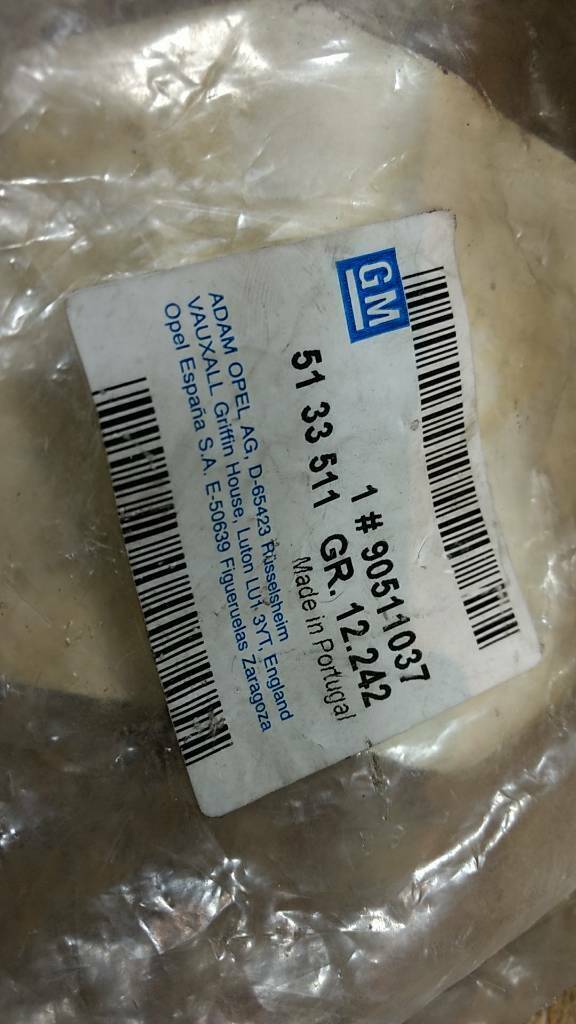 GM
1 # 90511037
51 33 511 GR. 12.242
Made in Portugal
ADAM OPEL AG, D-65423 Rüsselsheim
VAUXALL Griffin House, Luton LU1 3YT, England
Opel España S.A. E-50639 Figueruelas Zaragoza